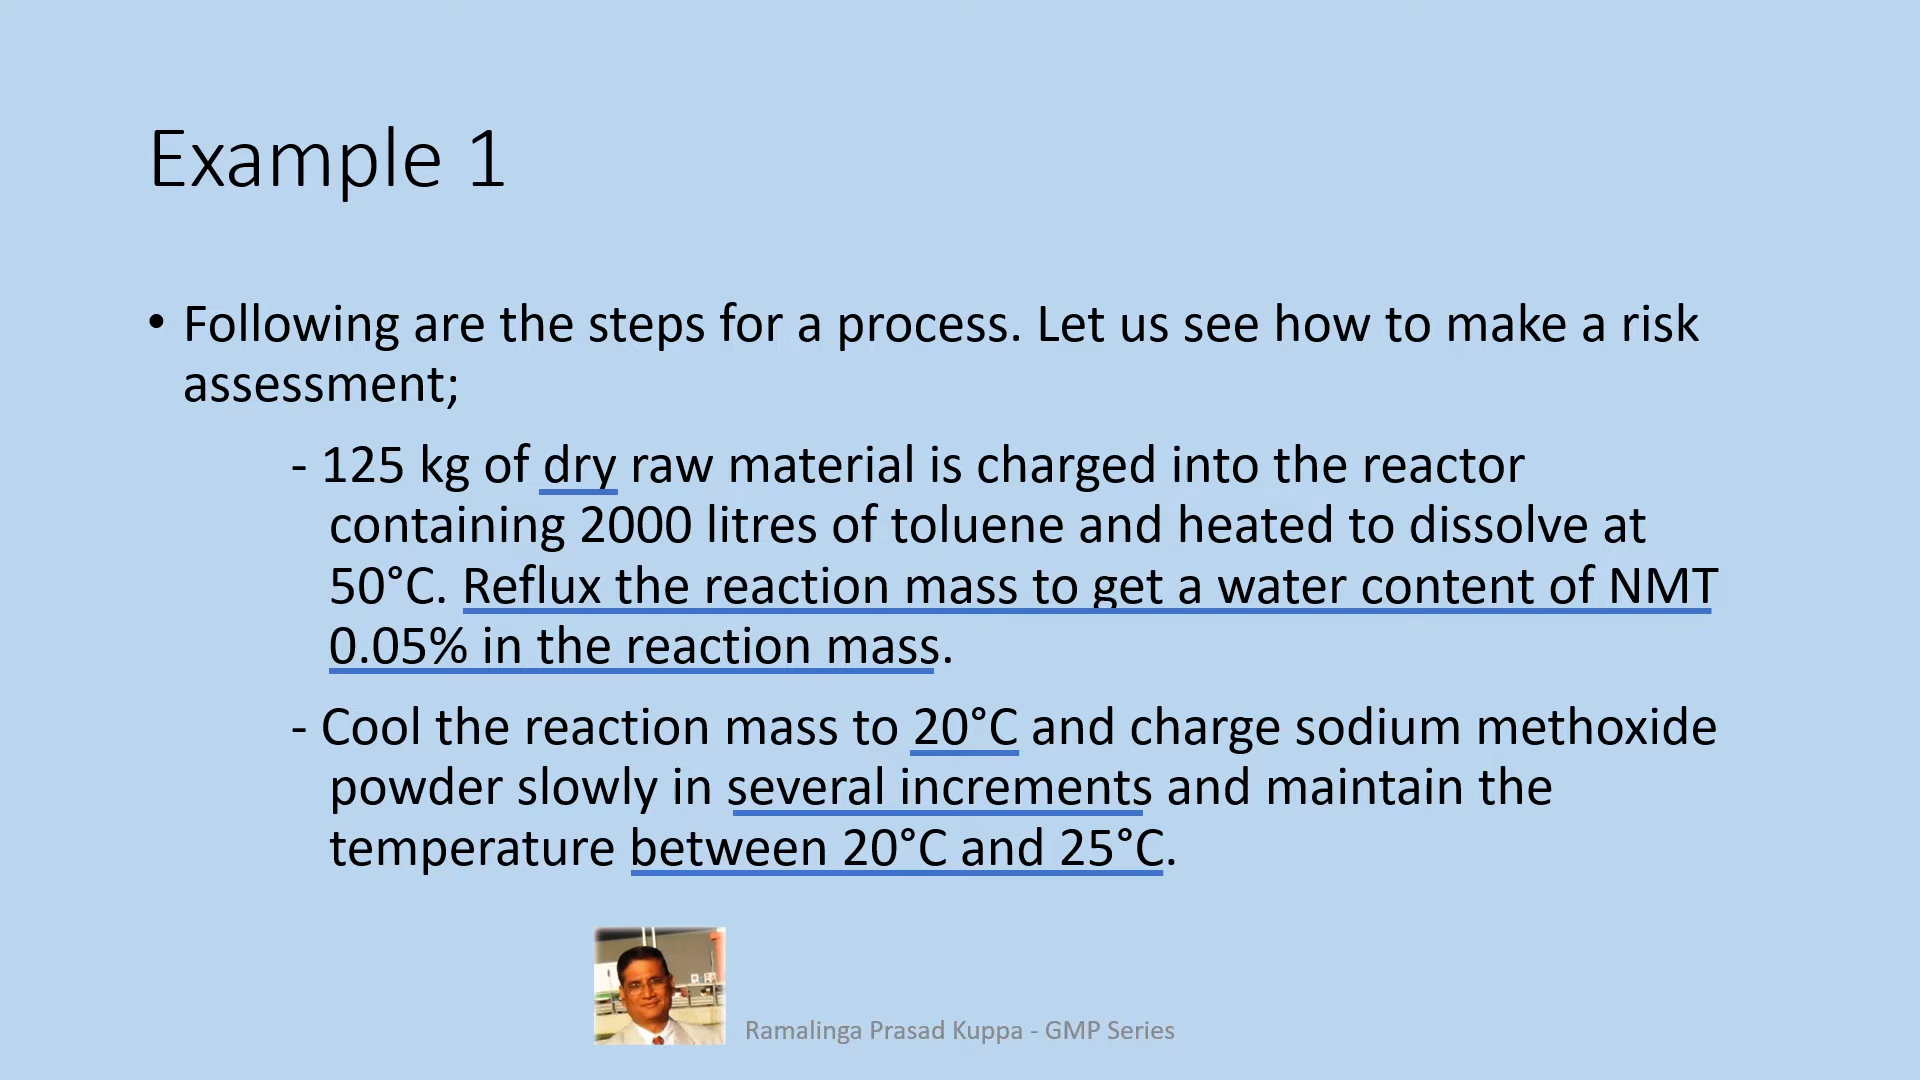 Example 1
• Following are the steps for a process. Let us see how to make a risk
assessment;
- 125 kg of dry raw material is charged into the reactor
containing 2000 litres of toluene and heated to dissolve at
50°C. Reflux the reaction mass to get a water content of NMT
0.05% in the reaction mass.
- Cool the reaction mass to 20°C and charge sodium methoxide
powder slowly in several increments and maintain the
temperature between 20°C and 25°C.
Ramalinga Prasad Kuppa - GMP Series